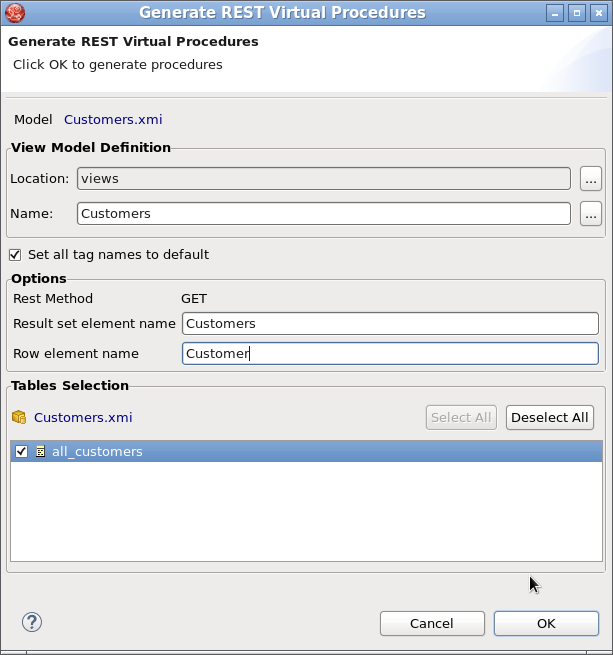 Generate REST Virtual Procedures
Generate REST Virtual Procedures
Click OK to generate procedures
Model Customers.xmi
View Model Definition
Location: views ...
Name: Customers ...
Set all tag names to default
Options
Rest Method GET
Result set element name Customers
Row element name Customer
Tables Selection
Customers.xmi Select All Deselect All
all_customers
? Cancel OK